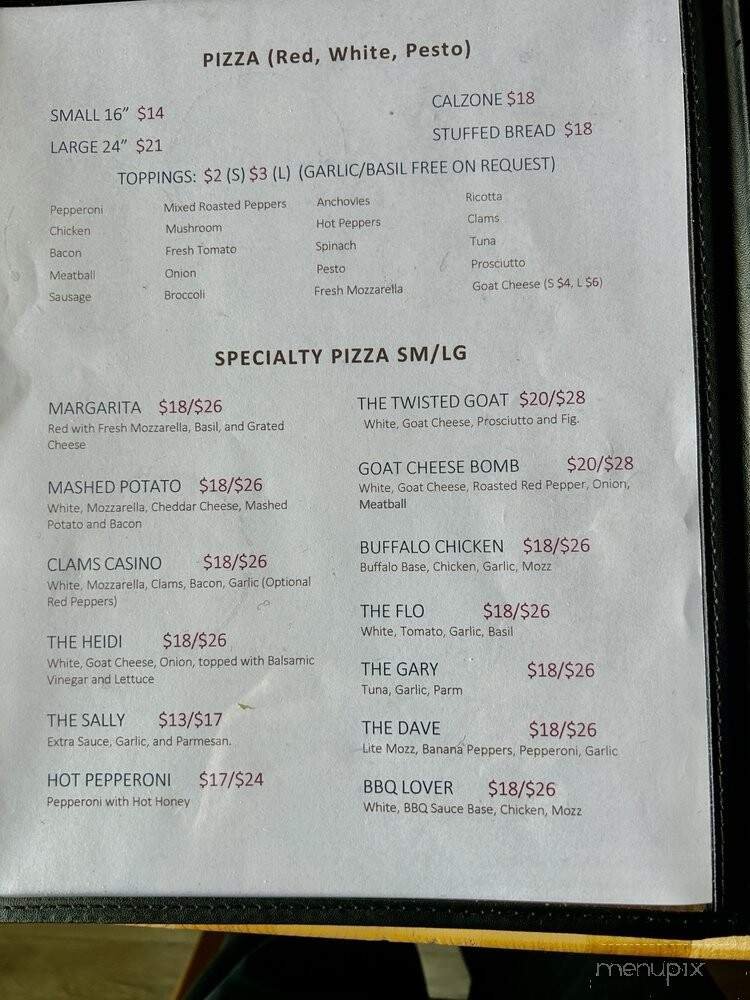 PIZZA (Red, White, Pesto)
SMALL 16” $14
LARGE 24” $21
CALZONE $18
STUFFED BREAD $18
TOPPINGS: $2 (S) $3 (L) (GARLIC/BASIL FREE ON REQUEST)
Pepperoni
Chicken
Bacon
Meatball
Sausage
Mixed Roasted Peppers
Mushroom
Fresh Tomato
Onion
Broccoli
Anchovies
Hot Peppers
Spinach
Pesto
Fresh Mozzarella
Ricotta
Clams
Tuna
Prosciutto
Goat Cheese (S $4, L $6)
SPECIALTY PIZZA SM/LG
MARGARITA $18/$26
Red with Fresh Mozzarella, Basil, and Grated
Cheese
MASHED POTATO $18/$26
White, Mozzarella, Cheddar Cheese, Mashed
Potato and Bacon
CLAMS CASINO $18/$26
White, Mozzarella, Clams, Bacon, Garlic (Optional
Red Peppers)
THE HEIDI $18/$26
White, Goat Cheese, Onion, topped with Balsamic
Vinegar and Lettuce
THE SALLY $13/$17
Extra Sauce, Garlic, and Parmesan.
HOT PEPPERONI $17/$24
Pepperoni with Hot Honey
THE TWISTED GOAT $20/$28
White, Goat Cheese, Prosciutto and Fig.
GOAT CHEESE BOMB $20/$28
White, Goat Cheese, Roasted Red Pepper, Onion,
Meatball
BUFFALO CHICKEN $18/$26
Buffalo Base, Chicken, Garlic, Mozz
THE FLO $18/$26
White, Tomato, Garlic, Basil
THE GARY $18/$26
Tuna, Garlic, Parm
THE DAVE $18/$26
Lite Mozz, Banana Peppers, Pepperoni, Garlic
BBQ LOVER $18/$26
White, BBQ Sauce Base, Chicken, Mozz
menupix